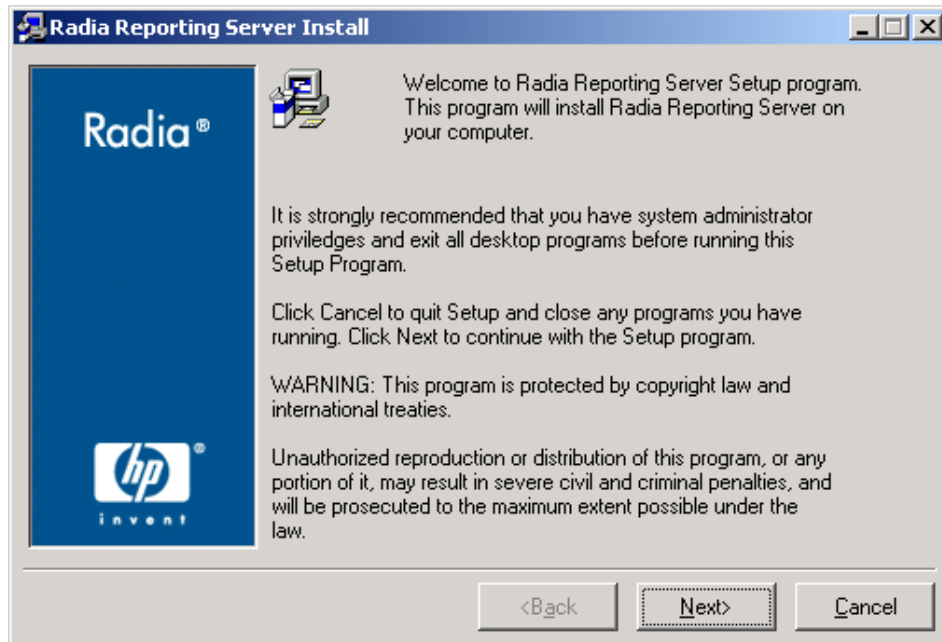 Radia Reporting Server Install
Radia®
Welcome to Radia Reporting Server Setup program.
This program will install Radia Reporting Server on
your computer.
It is strongly recommended that you have system administrator
priviledges and exit all desktop programs before running this
Setup Program.
Click Cancel to quit Setup and close any programs you have
running. Click Next to continue with the Setup program.
WARNING: This program is protected by copyright law and
international treaties.
Unauthorized reproduction or distribution of this program, or any
portion of it, may result in severe civil and criminal penalties, and
will be prosecuted to the maximum extent possible under the
law.
hp®
invent
<Back
Next>
Cancel